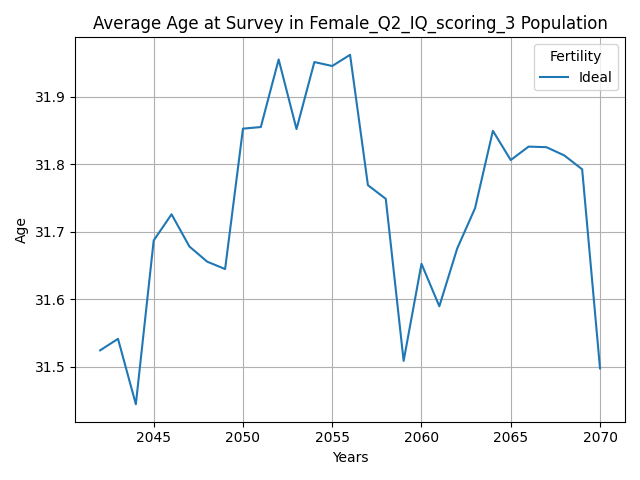 Average Age at Survey in Female_Q2_IQ_scoring_3 Population
Fertility
Ideal
Age
31.9
31.8
31.7
31.6
31.5
2045 2050 2055 2060 2065 2070
Years